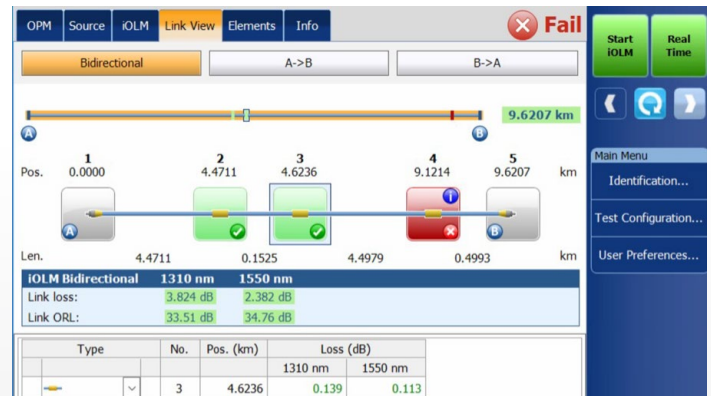 OPM Source iOLM Link View Elements Info Fail
Start iOLM Real Time
Bidirectional A->B B->A
9.6207 km
A B
1 2 3 4 5
Pos. 0.0000 4.4711 4.6236 9.1214 9.6207 km
A B
Len. 4.4711 0.1525 4.4979 0.4993 km
iOLM Bidirectional 1310 nm 1550 nm
Link loss: 3.824 dB 2.382 dB
Link ORL: 33.51 dB 34.76 dB
Type No. Pos. (km) Loss (dB)
1310 nm 1550 nm
3 4.6236 0.139 0.113
Main Menu
Identification...
Test Configuration...
User Preferences...